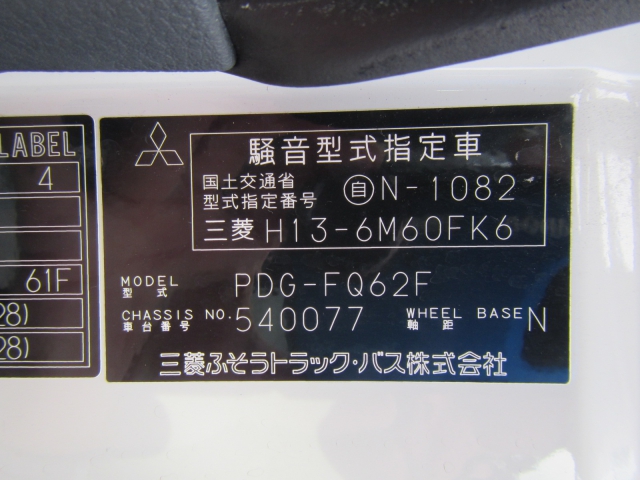 LABEL
4
61F
28)
28)
騒音型式指定車
国土交通省
型式指定番号
自N-1082
三菱 H13-6M60FK6
MODEL
型式
PDG-FQ62F
CHASSIS NO.
車台番号
540077
WHEEL BASE
軸距
N
三菱ふそうトラック・バス株式会社